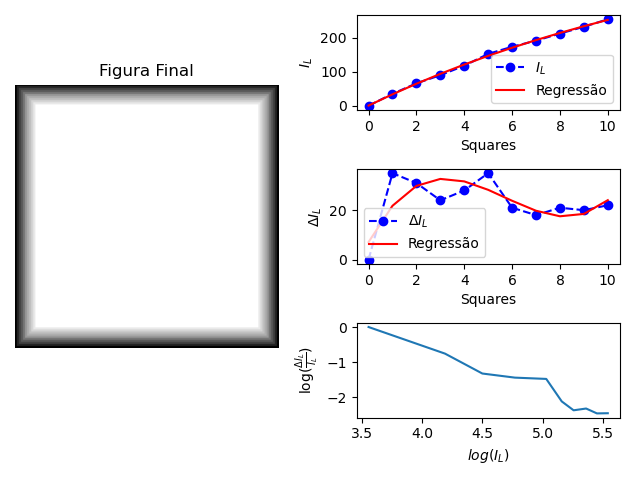 Figura Final
I_L
200
100
0
I_L
Regressão
0 2 4 6 8 10
Squares
ΔI_L
20
0
ΔI_L
Regressão
0 2 4 6 8 10
Squares
log(ΔI_L/I_L)
0
−1
−2
3.5 4.0 4.5 5.0 5.5
log(I_L)